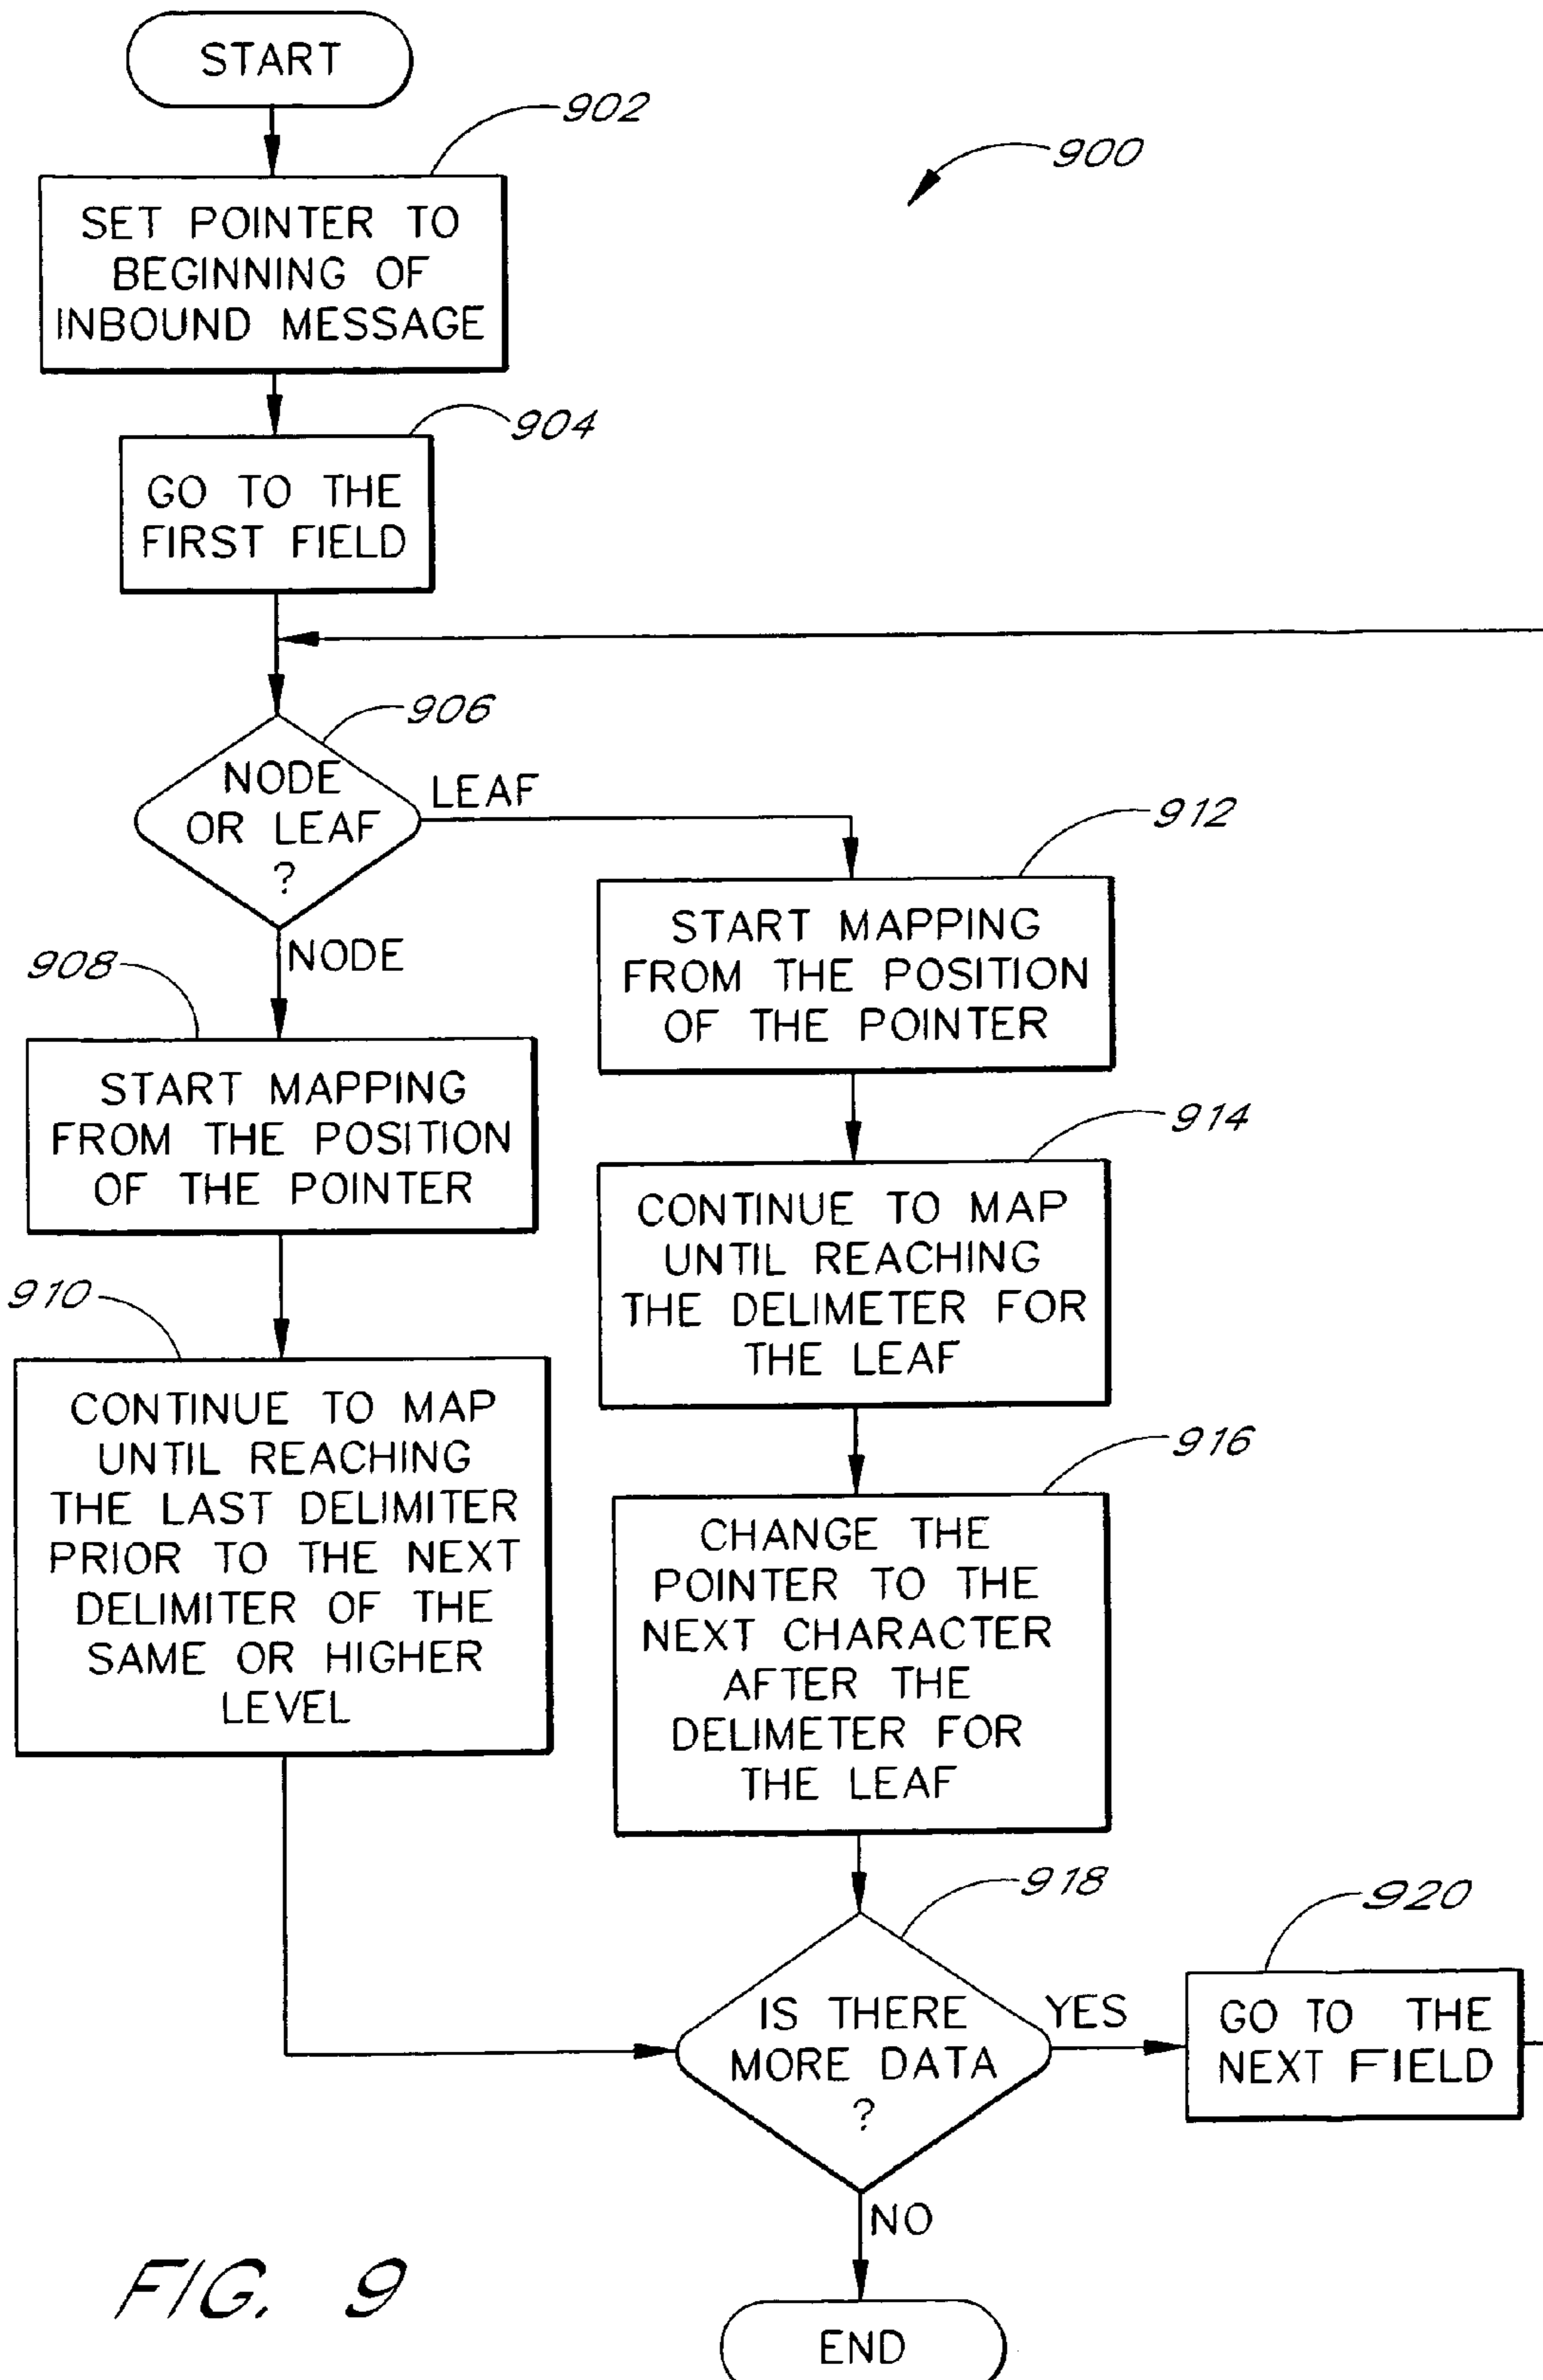 START
902
900
SET POINTER TO
BEGINNING OF
INBOUND MESSAGE
904
GO TO THE
FIRST FIELD
906
NODE
OR LEAF
?
LEAF
NODE
912
START MAPPING
FROM THE POSITION
OF THE POINTER
908
START MAPPING
FROM THE POSITION
OF THE POINTER
914
CONTINUE TO MAP
UNTIL REACHING
THE DELIMETER FOR
THE LEAF
910
CONTINUE TO MAP
UNTIL REACHING
THE LAST DELIMITER
PRIOR TO THE NEXT
DELIMITER OF THE
SAME OR HIGHER
LEVEL
916
CHANGE THE
POINTER TO THE
NEXT CHARACTER
AFTER THE
DELIMETER FOR
THE LEAF
918
IS THERE
MORE DATA
?
YES
920
GO TO THE
NEXT FIELD
NO
END
FIG. 9